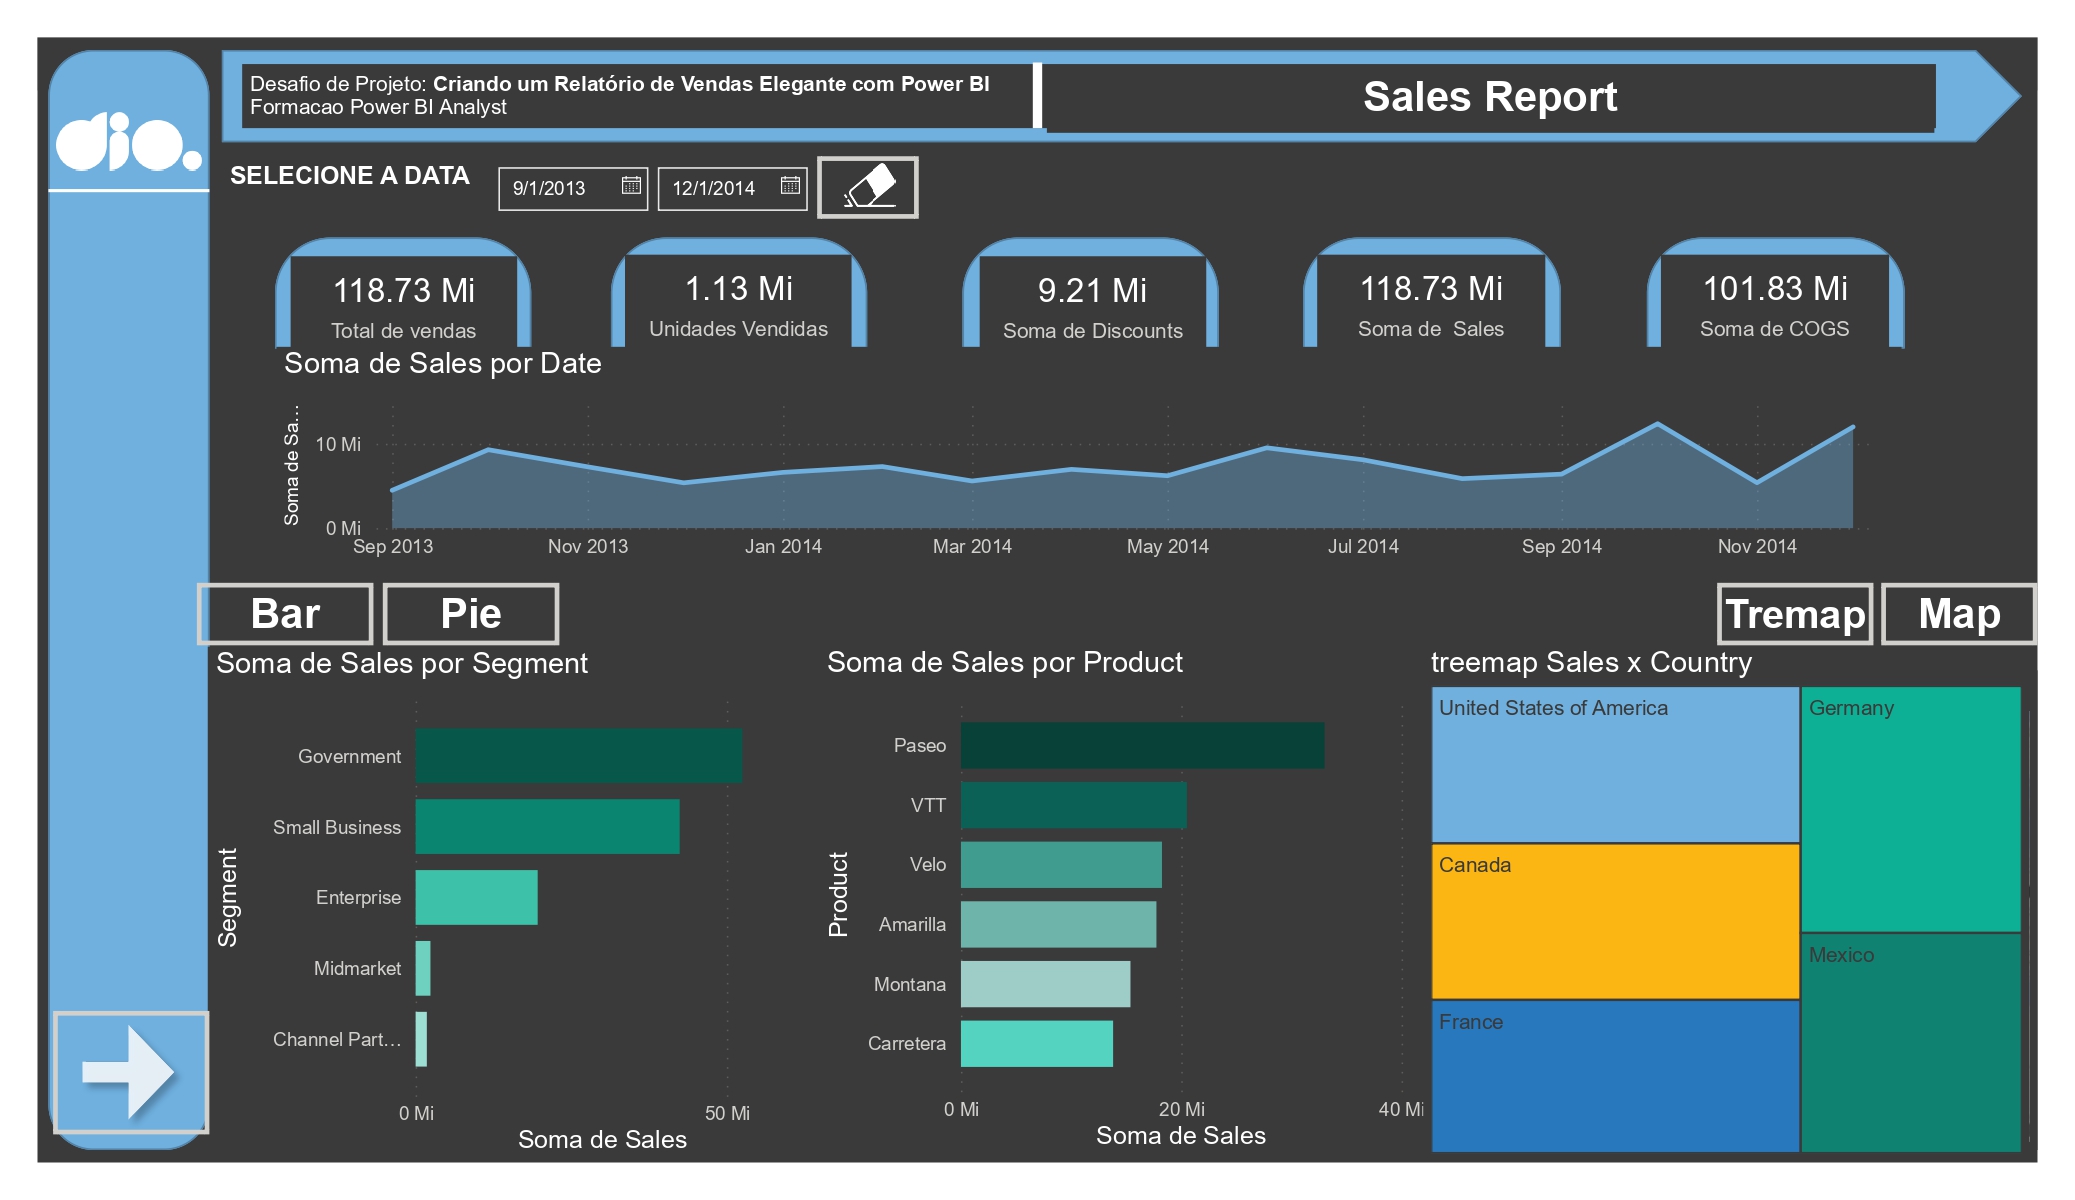 Desafio de Projeto: Criando um Relatório de Vendas Elegante com Power BI
Formacao Power BI Analyst
Sales Report
dio.
SELECIONE A DATA
9/1/2013
12/1/2014
118.73 Mi
Total de vendas
1.13 Mi
Unidades Vendidas
9.21 Mi
Soma de Discounts
118.73 Mi
Soma de  Sales
101.83 Mi
Soma de COGS
Soma de Sales por Date
Soma de Sa...
10 Mi
0 Mi
Sep 2013
Nov 2013
Jan 2014
Mar 2014
May 2014
Jul 2014
Sep 2014
Nov 2014
Bar
Pie
Tremap
Map
Soma de Sales por Segment
Segment
Government
Small Business
Enterprise
Midmarket
Channel Part...
0 Mi
50 Mi
Soma de Sales
Soma de Sales por Product
Product
Paseo
VTT
Velo
Amarilla
Montana
Carretera
0 Mi
20 Mi
40 Mi
Soma de Sales
treemap Sales x Country
United States of America
Canada
France
Germany
Mexico